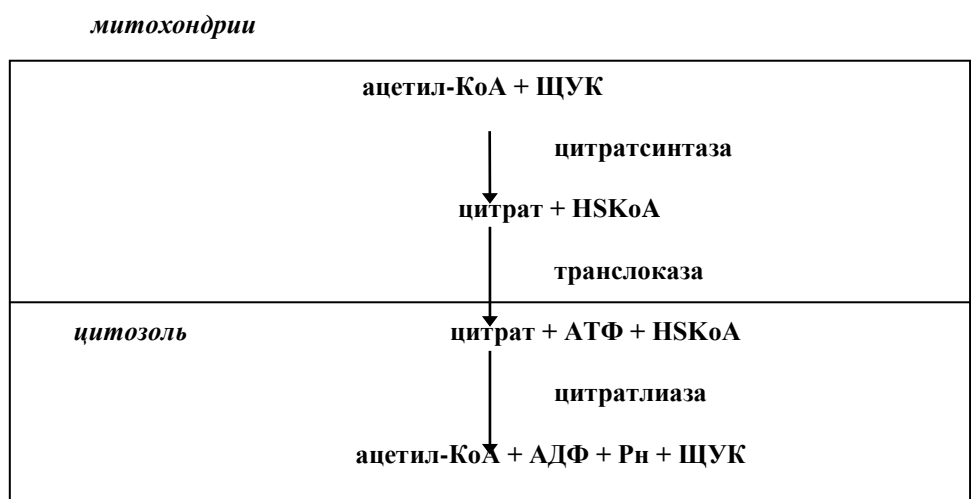 митохондрии
ацетил-КоА + ЩУК
цитратсинтаза
цитрат + HSKoA
транслоказа
цитозоль цитрат + АТФ + HSKoA
цитратлиаза
ацетил-КоА + АДФ + Рн + ЩУК